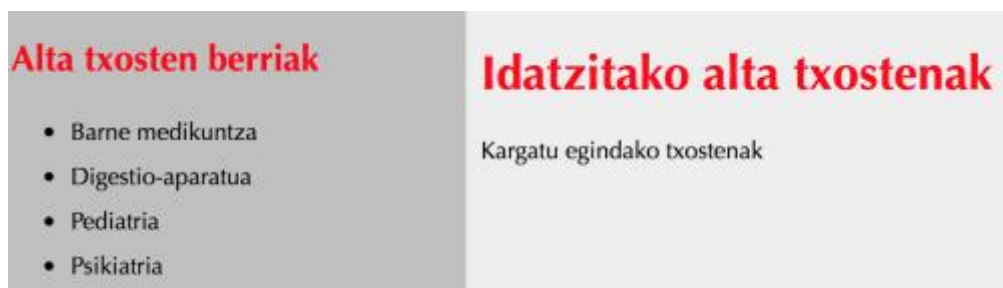 Alta txosten berriak
• Barne medikuntza
• Digestio-aparatua
• Pediatria
• Psikiatria
Idatzitako alta txostenak
Kargatu egindako txostenak